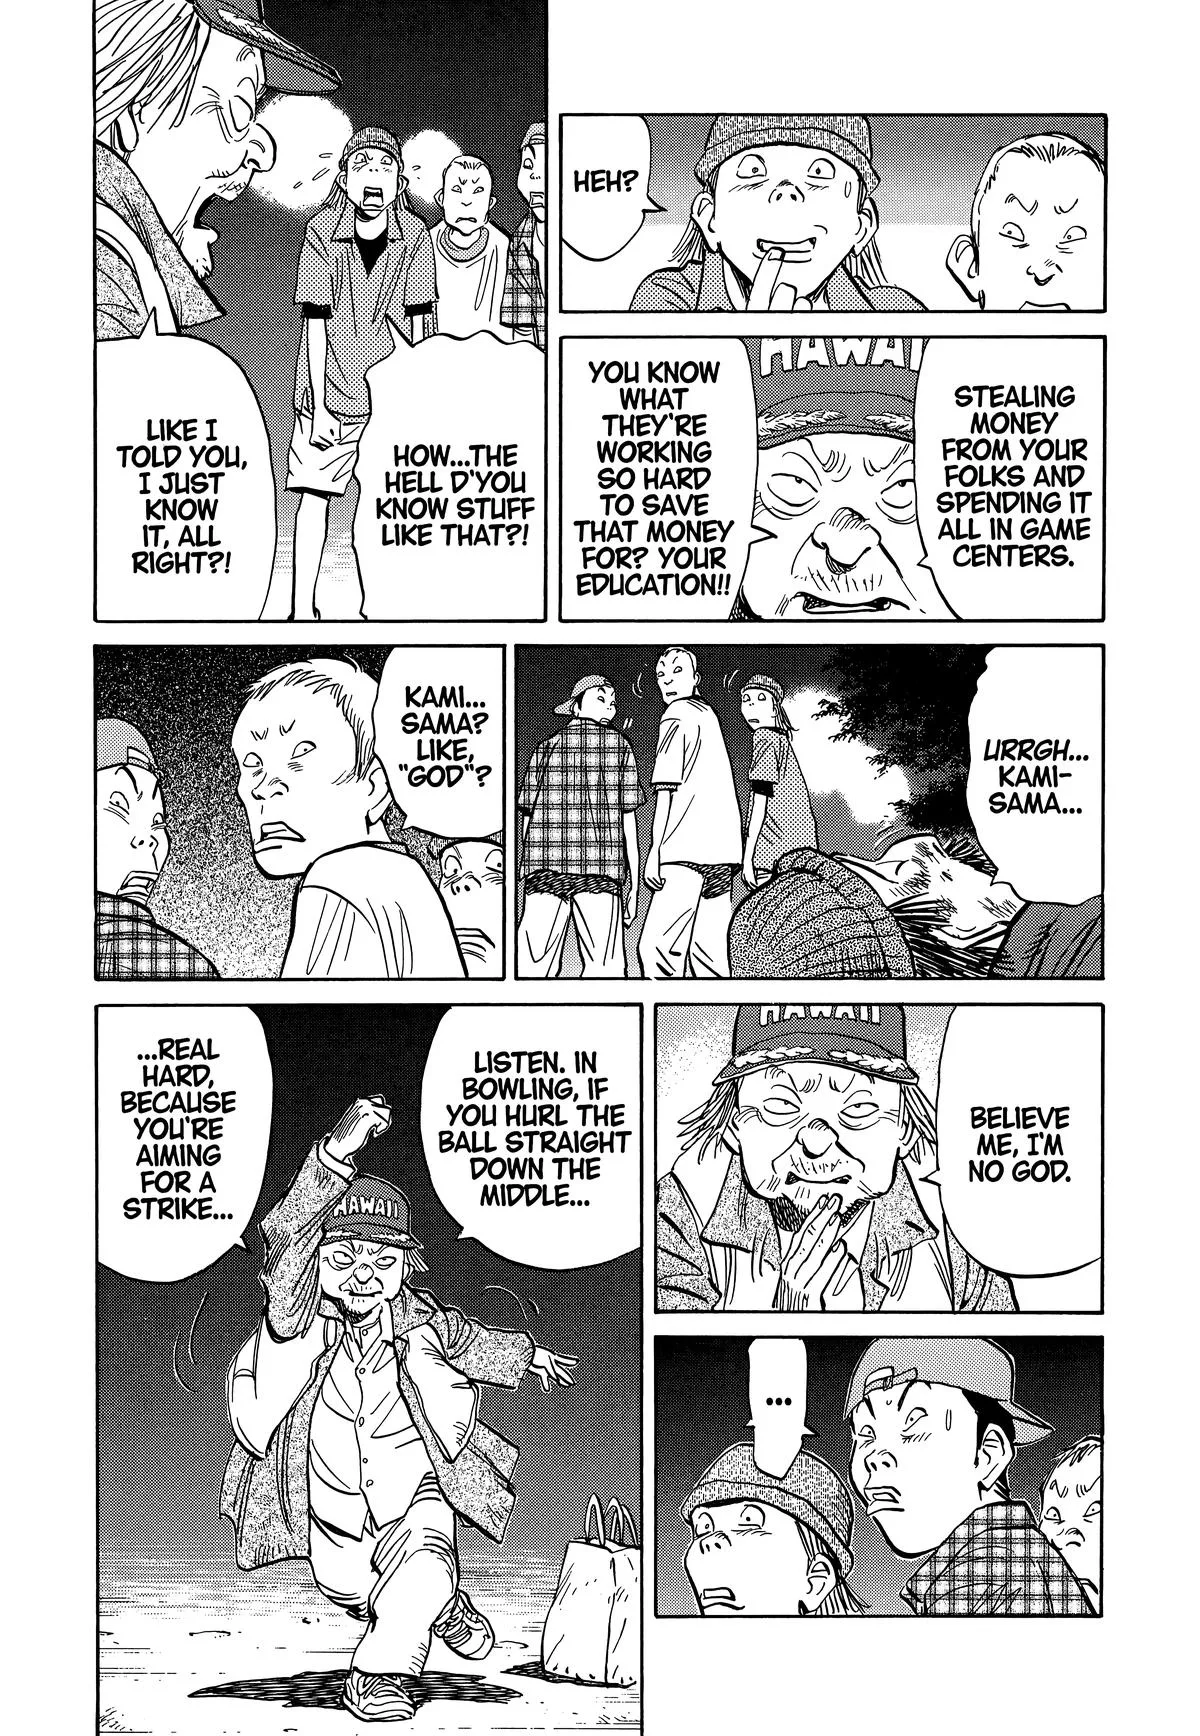 HEH?
HAWAII
STEALING
MONEY
FROM YOUR
FOLKS AND
SPENDING IT
ALL IN GAME
CENTERS.
YOU KNOW
WHAT
THEY'RE
WORKING
SO HARD
TO SAVE
THAT MONEY
FOR? YOUR
EDUCATION!!
HOW...THE
HELL D'YOU
KNOW STUFF
LIKE THAT?!
LIKE I
TOLD YOU,
I JUST
KNOW
IT, ALL
RIGHT?!
URRGH...
KAMI-
SAMA...
KAMI...
SAMA?
LIKE,
"GOD"?
HAWAII
BELIEVE
ME, I'M
NO GOD.
...
LISTEN. IN
BOWLING, IF
YOU HURL THE
BALL STRAIGHT
DOWN THE
MIDDLE...
...REAL
HARD,
BECAUSE
YOU'RE
AIMING
FOR A
STRIKE...
HAWAII